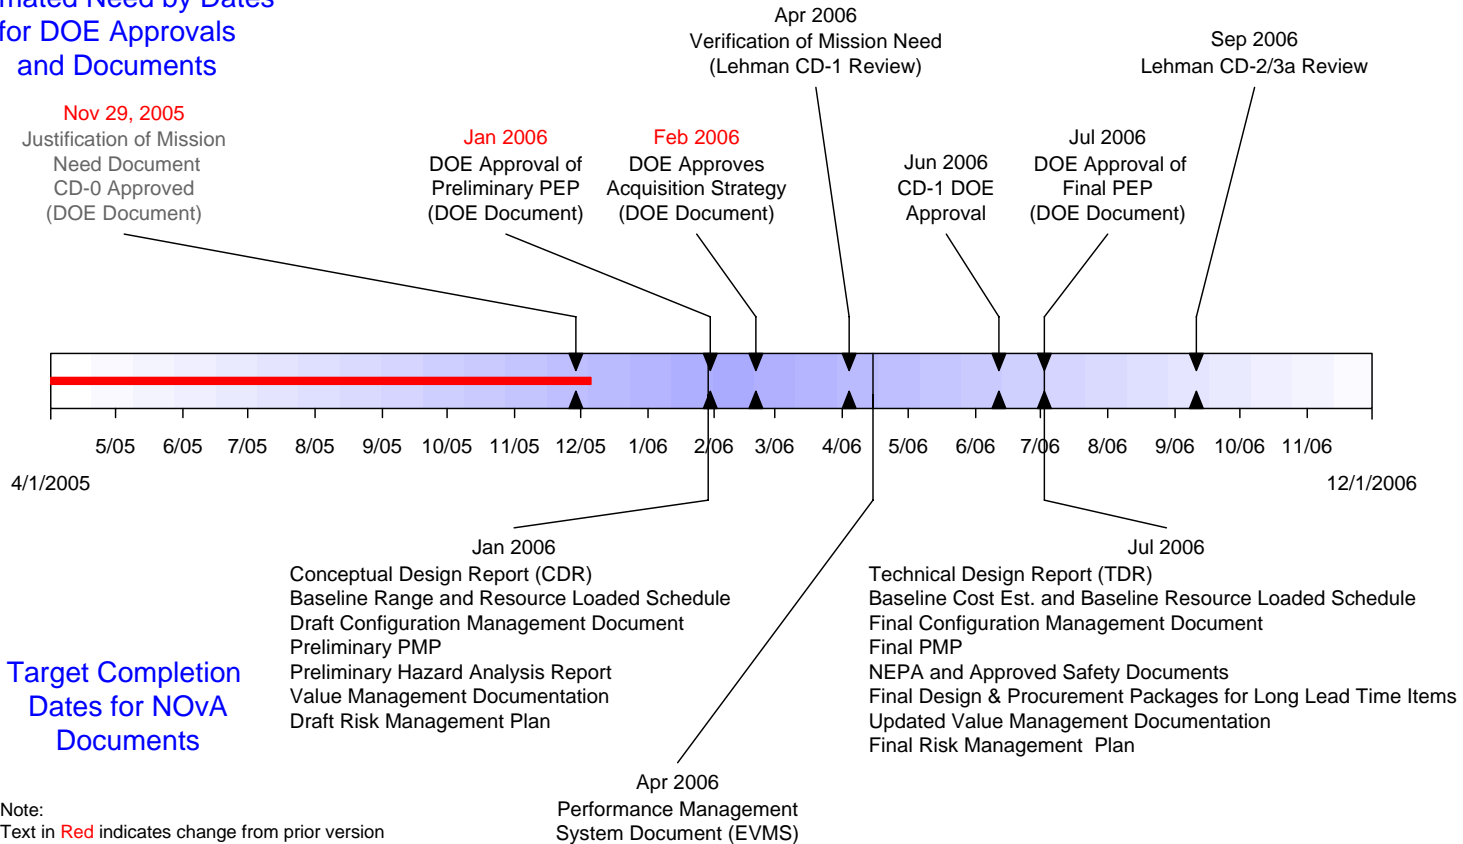 for DOE Approvals
and Documents
Nov 29, 2005
Justification of Mission
Need Document
CD-0 Approved
(DOE Document)
Jan 2006
DOE Approval of
Preliminary PEP
(DOE Document)
Feb 2006
DOE Approves
Acquisition Strategy
(DOE Document)
Apr 2006
Verification of Mission Need
(Lehman CD-1 Review)
Jun 2006
CD-1 DOE
Approval
Jul 2006
DOE Approval of
Final PEP
(DOE Document)
Sep 2006
Lehman CD-2/3a Review
5/05 6/05 7/05 8/05 9/05 10/05 11/05 12/05 1/06 2/06 3/06 4/06 5/06 6/06 7/06 8/06 9/06 10/06 11/06
4/1/2005 12/1/2006
Jan 2006
Conceptual Design Report (CDR)
Baseline Range and Resource Loaded Schedule
Draft Configuration Management Document
Preliminary PMP
Preliminary Hazard Analysis Report
Value Management Documentation
Draft Risk Management Plan
Jul 2006
Technical Design Report (TDR)
Baseline Cost Est. and Baseline Resource Loaded Schedule
Final Configuration Management Document
Final PMP
NEPA and Approved Safety Documents
Final Design & Procurement Packages for Long Lead Time Items
Updated Value Management Documentation
Final Risk Management Plan
Target Completion
Dates for NOvA
Documents
Apr 2006
Performance Management
System Document (EVMS)
Note:
Text in Red indicates change from prior version